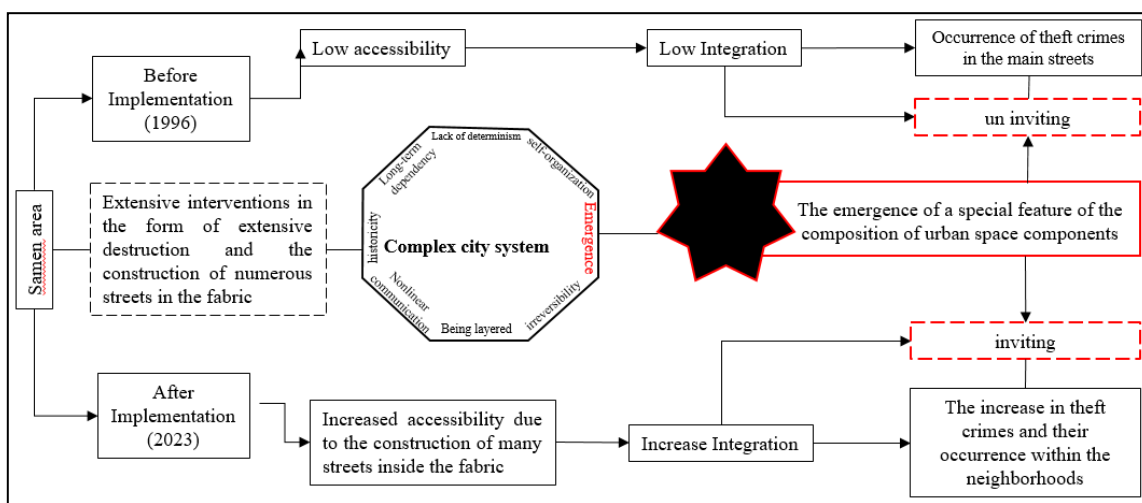 Samen area
Before
Implementation
(1996)
Low accessibility
Low Integration
Occurrence of theft crimes
in the main streets
un inviting
Extensive interventions in
the form of extensive
destruction and the
construction of numerous
streets in the fabric
Complex city system
Lack of determinism
self-organization
Emergence
irreversibility
Being layered
Nonlinear
communication
historicity
Long-term
dependency
The emergence of a special feature of the
composition of urban space components
inviting
After
Implementation
(2023)
Increased accessibility due
to the construction of many
streets inside the fabric
Increase Integration
The increase in theft
crimes and their
occurrence within the
neighborhoods